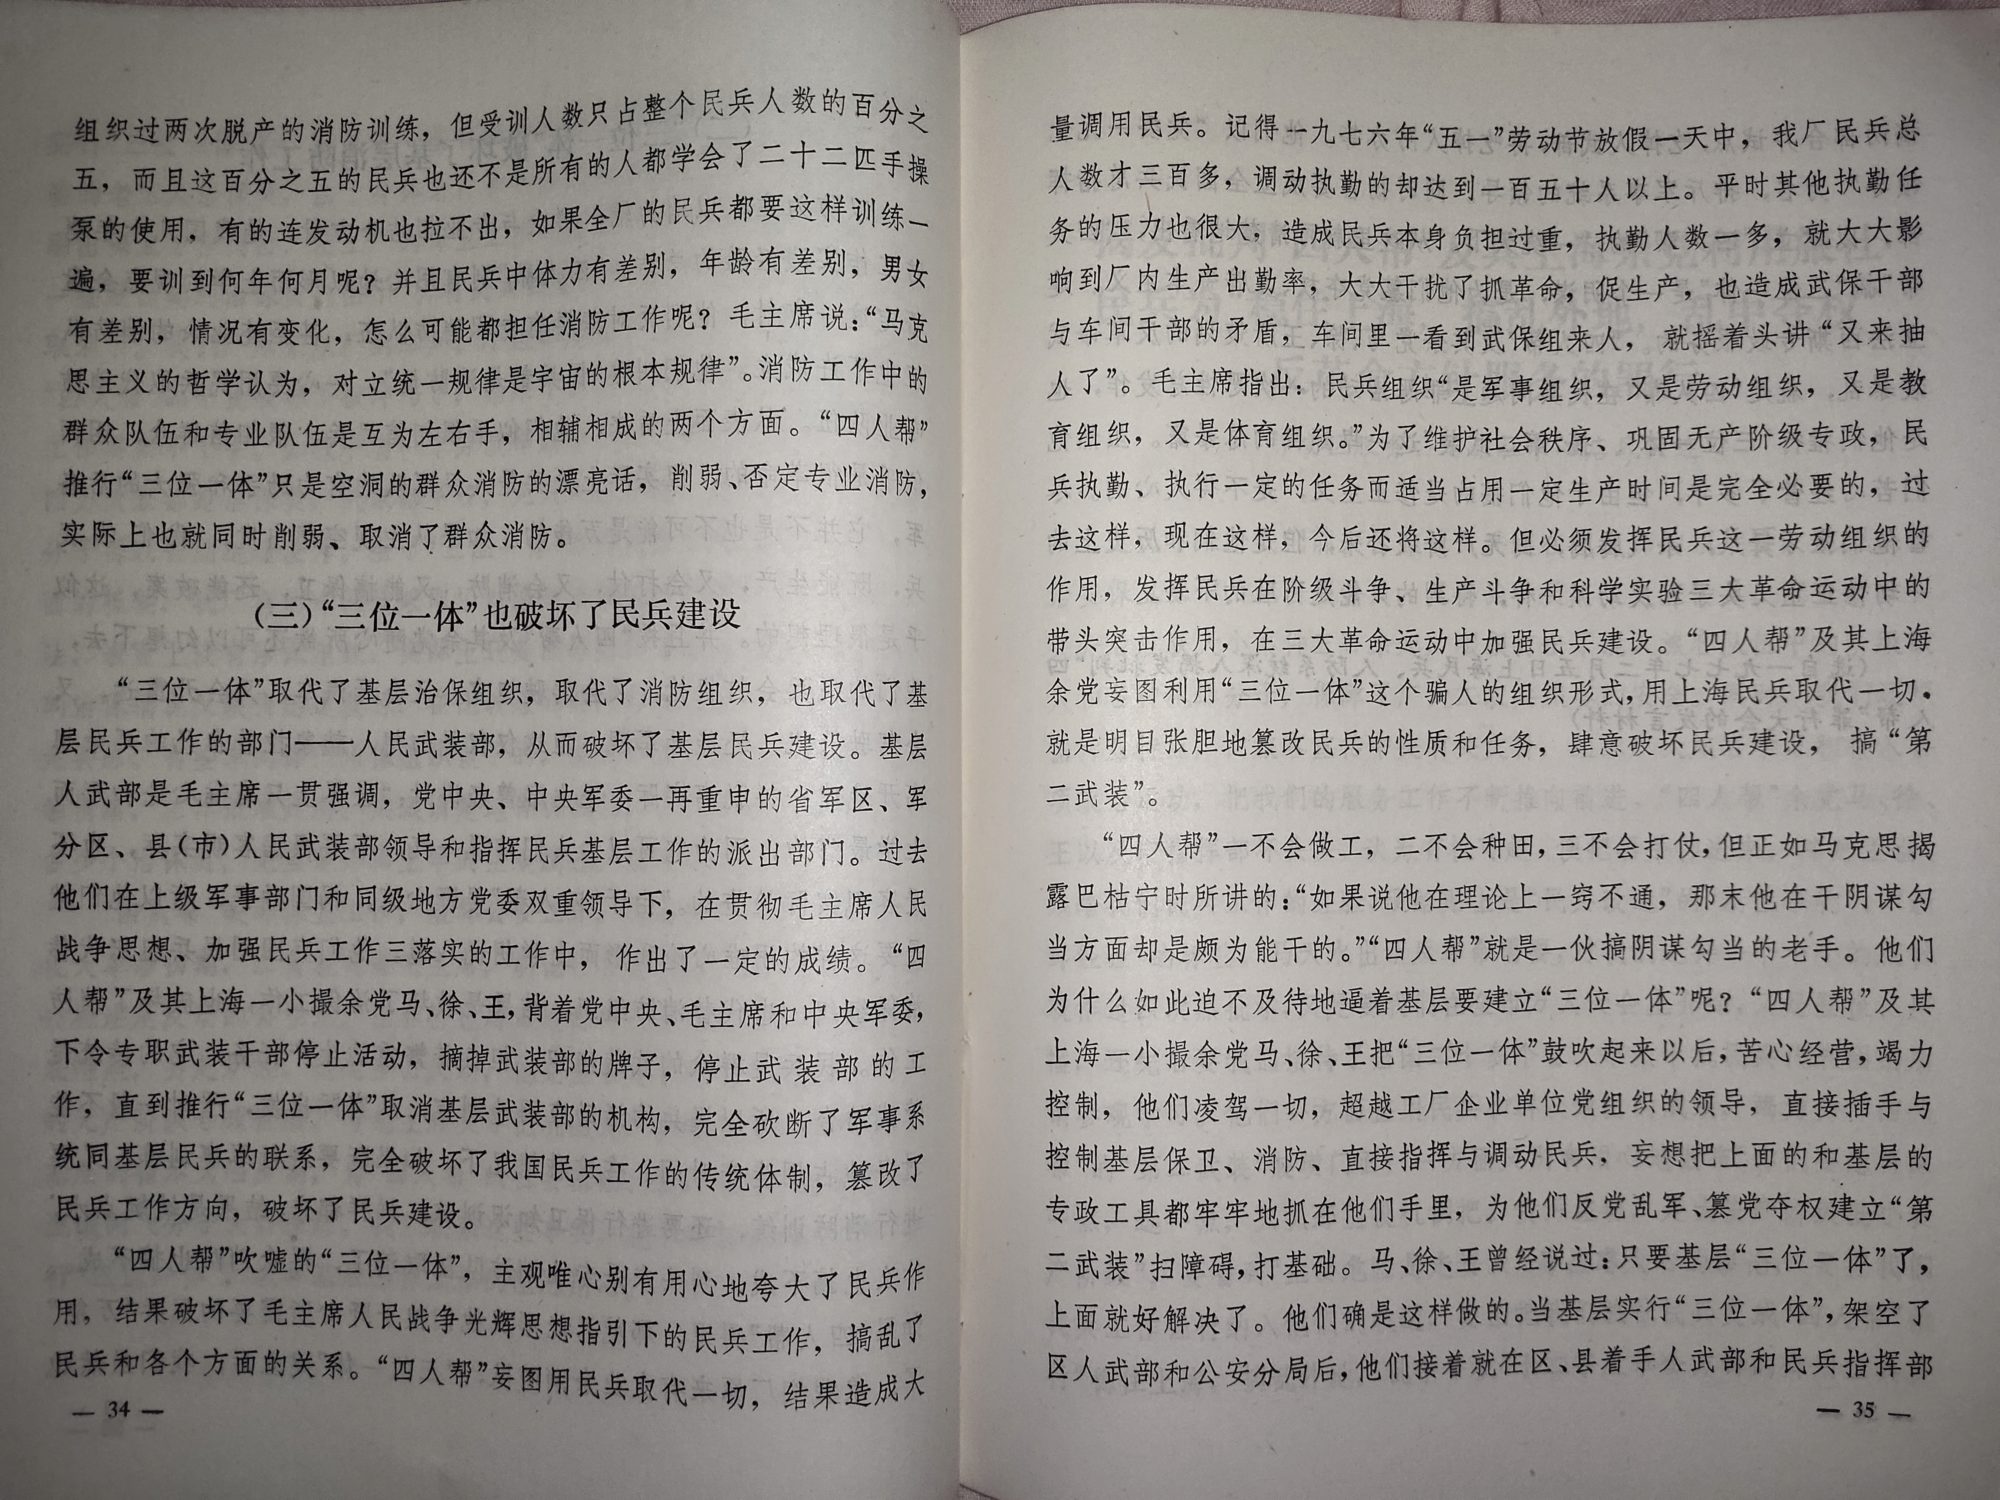 组织过两次脱产的消防训练，但受训人数只占整个民兵人数的百分之
五，而且这百分之五的民兵也还不是所有的人都学会了二十二匹手操
泵的使用，有的连发动机也拉不出，如果全厂的民兵都要这样训练一
遍，要训到何年何月呢？并且民兵中体力有差别，年龄有差别，男女
有差别，情况有变化，怎么可能都担任消防工作呢？毛主席说：“马克
思主义的哲学认为，对立统一规律是宇宙的根本规律”。消防工作中的
群众队伍和专业队伍是互为左右手，相辅相成的两个方面。“四人帮”
推行“三位一体”只是空洞的群众消防的漂亮话，削弱、否定专业消防，
实际上也就同时削弱、取消了群众消防。
（三）“三位一体”也破坏了民兵建设
“三位一体”取代了基层治保组织，取代了消防组织，也取代了基
层民兵工作的部门——人民武装部，从而破坏了基层民兵建设。基层
人武部是毛主席一贯强调，党中央、中央军委一再重申的省军区、军
分区、县（市）人民武装部领导和指挥民兵基层工作的派出部门。过去
他们在上级军事部门和同级地方党委双重领导下，在贯彻毛主席人民
战争思想、加强民兵工作三落实的工作中，作出了一定的成绩。“四
人帮”及其上海一小撮余党马、徐、王，背着党中央、毛主席和中央军委，
下令专职武装干部停止活动，摘掉武装部的牌子，停止武装部的工
作，直到推行“三位一体”取消基层武装部的机构，完全砍断了军事系
统同基层民兵的联系，完全破坏了我国民兵工作的传统体制，篡改了
民兵工作方向，破坏了民兵建设。
“四人帮”吹嘘的“三位一体”，主观唯心别有用心地夸大了民兵作
用，结果破坏了毛主席人民战争光辉思想指引下的民兵工作，搞乱了
民兵和各个方面的关系。“四人帮”妄图用民兵取代一切，结果造成大
— 34 —
量调用民兵。记得一九七六年“五一”劳动节放假一天中，我厂民兵总
人数才三百多，调动执勤的却达到一百五十人以上。平时其他执勤任
务的压力也很大，造成民兵本身负担过重，执勤人数一多，就大大影
响到厂内生产出勤率，大大干扰了抓革命，促生产，也造成武保干部
与车间干部的矛盾，车间里一看到武保组来人，就摇着头讲“又来抽
人了”。毛主席指出：民兵组织“是军事组织，又是劳动组织，又是教
育组织，又是体育组织。”为了维护社会秩序、巩固无产阶级专政，民
兵执勤、执行一定的任务而适当占用一定生产时间是完全必要的，过
去这样，现在这样，今后还将这样。但必须发挥民兵这一劳动组织的
作用，发挥民兵在阶级斗争、生产斗争和科学实验三大革命运动中的
带头突击作用，在三大革命运动中加强民兵建设。“四人帮”及其上海
余党妄图利用“三位一体”这个骗人的组织形式，用上海民兵取代一切，
就是明目张胆地篡改民兵的性质和任务，肆意破坏民兵建设，搞“第
二武装”。
“四人帮”一不会做工，二不会种田，三不会打仗，但正如马克思揭
露巴枯宁时所讲的：“如果说他在理论上一窍不通，那末他在干阴谋勾
当方面却是颇为能干的。”“四人帮”就是一伙搞阴谋勾当的老手。他们
为什么如此迫不及待地逼着基层要建立“三位一体”呢？“四人帮”及其
上海一小撮余党马、徐、王把“三位一体”鼓吹起来以后，苦心经营，竭力
控制，他们凌驾一切，超越工厂企业单位党组织的领导，直接插手与
控制基层保卫、消防、直接指挥与调动民兵，妄想把上面的和基层的
专政工具都牢牢地抓在他们手里，为他们反党乱军、篡党夺权建立“第
二武装”扫障碍，打基础。马、徐、王曾经说过：只要基层“三位一体”了，
上面就好解决了。他们确是这样做的。当基层实行“三位一体”，架空了
区人武部和公安分局后，他们接着就在区、县着手人武部和民兵指挥部
— 35 —